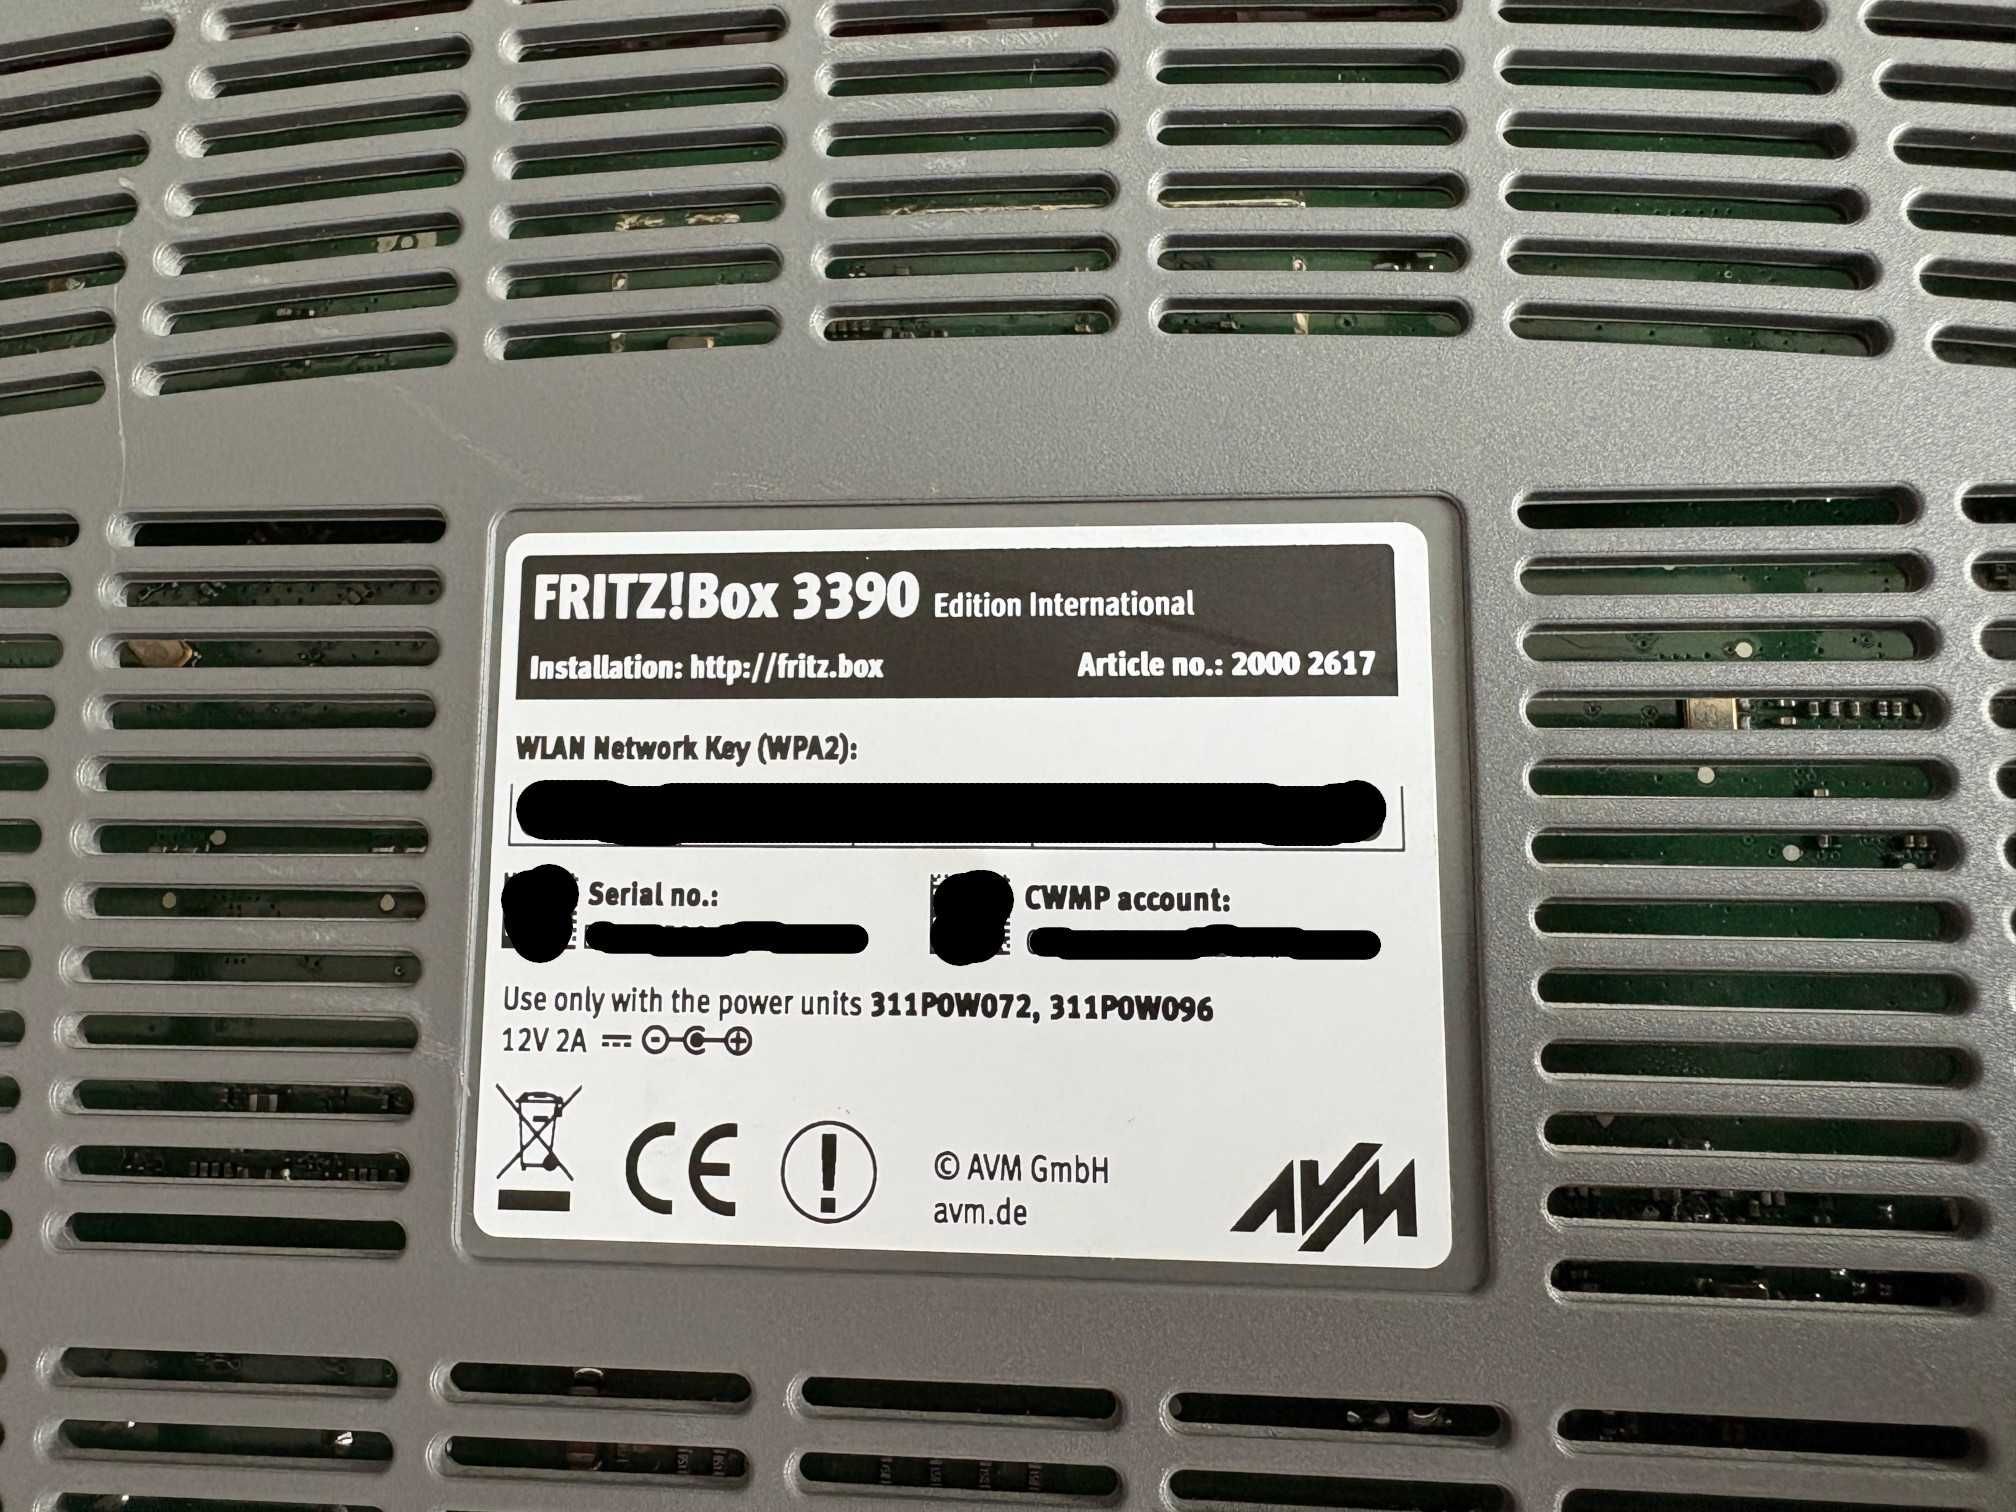 FRITZ!Box 3390 Edition International
Installation: http://fritz.box Article no.: 2000 2617
WLAN Network Key (WPA2):
Serial no.: CWMP account:
Use only with the power units 311P0W072, 311P0W096
12V 2A
CE
© AVM GmbH
avm.de
AVM